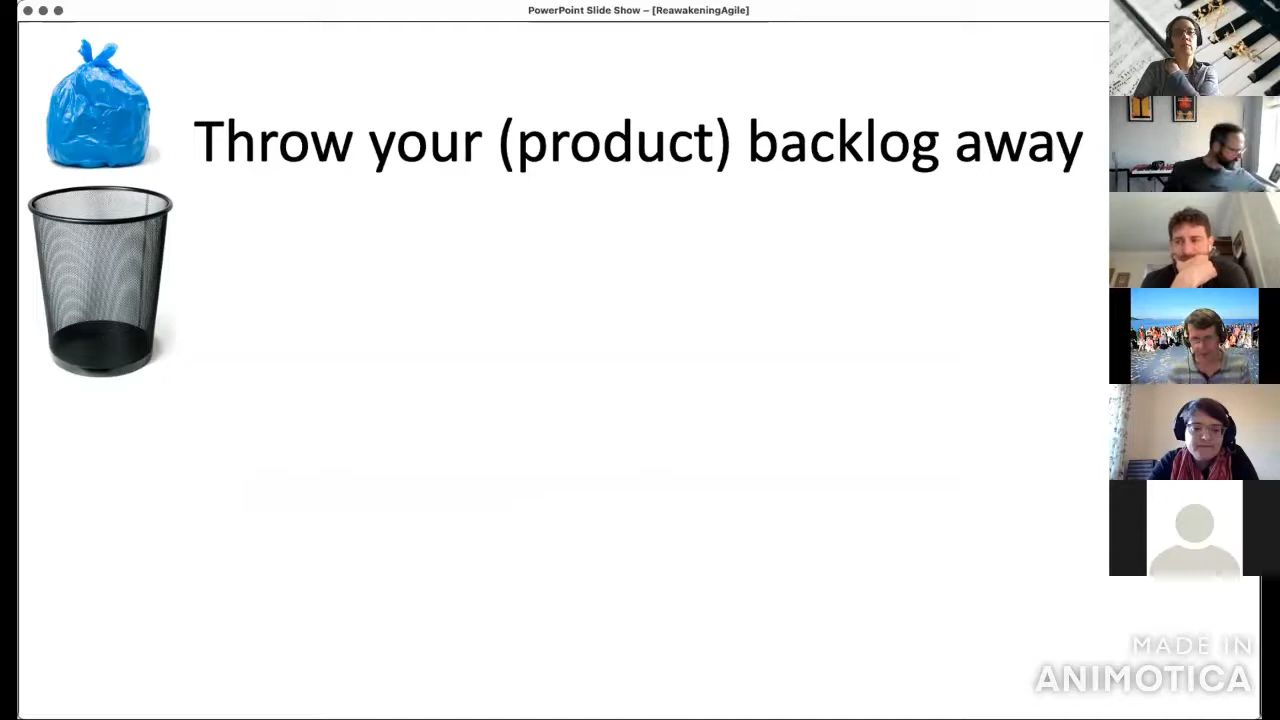 PowerPoint Slide Show – [ReawakeningAgile]
Throw your (product) backlog away
MADE IN
ANIMOTICA